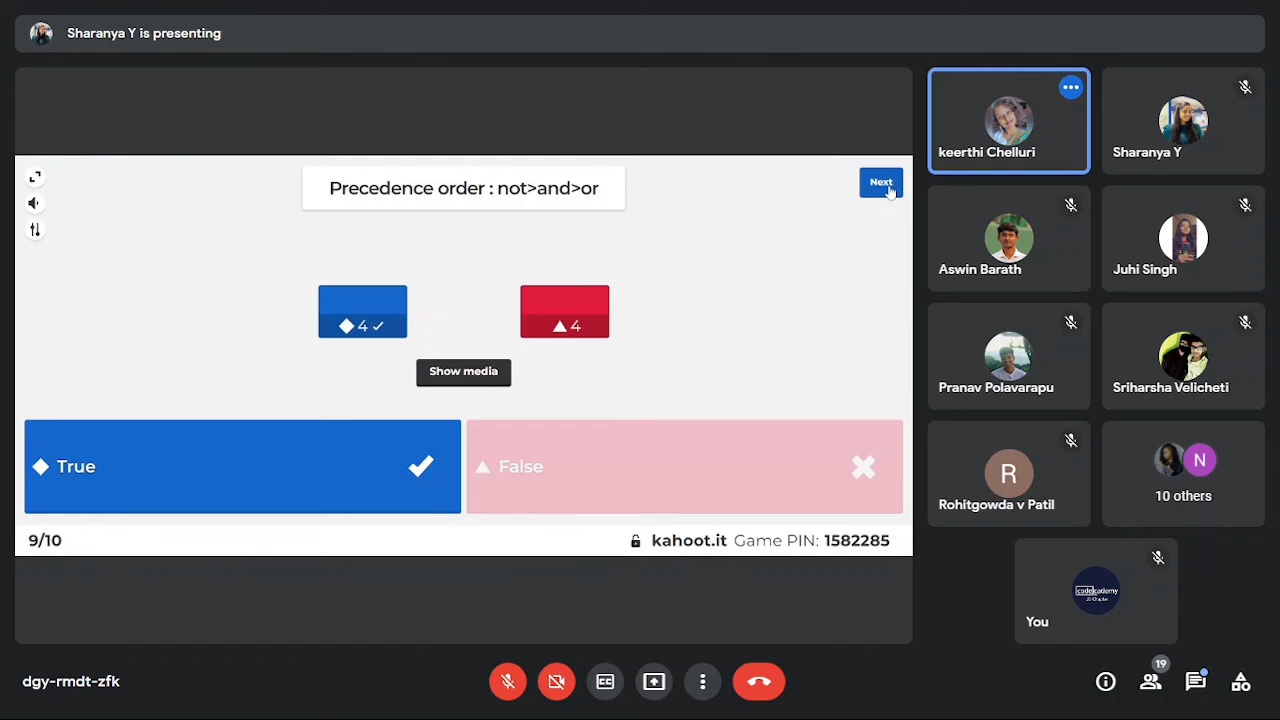 Sharanya Y is presenting
Precedence order : not>and>or
Next
4
4
Show media
True
False
9/10
kahoot.it Game PIN: 1582285
keerthi Chelluri
Sharanya Y
Aswin Barath
Juhi Singh
Pranav Polavarapu
Sriharsha Velicheti
R
Rohitgowda v Patil
N
10 others
codecademy
You
dgy-rmdt-zfk
CC
19